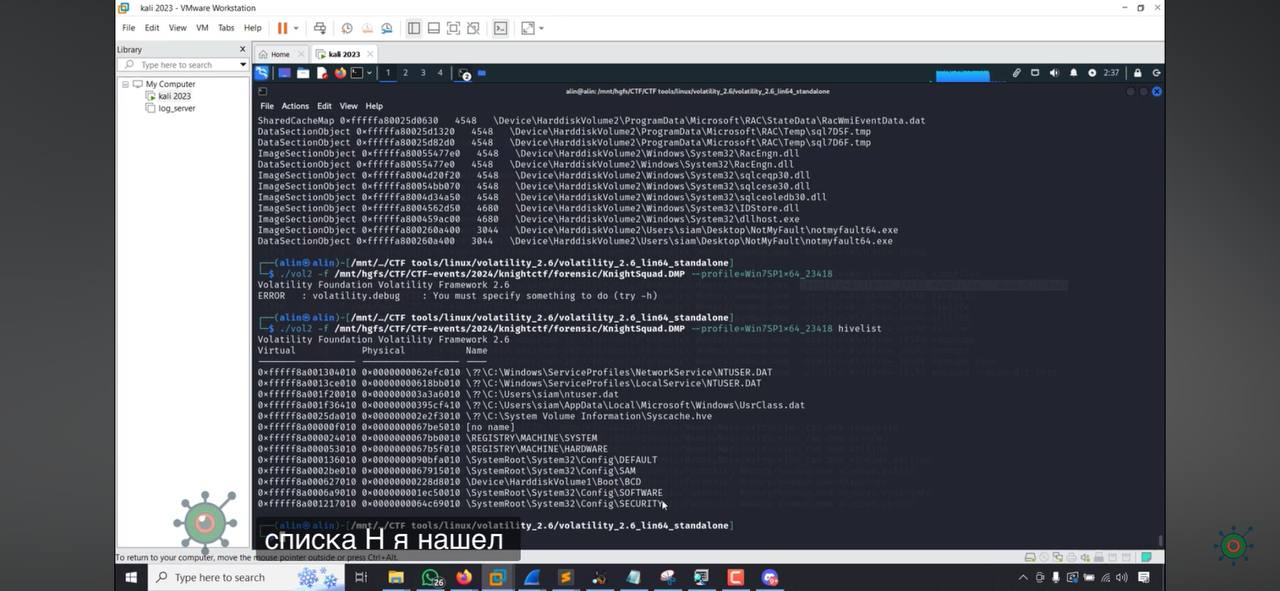 kali 2023 - VMware Workstation
File Edit View VM Tabs Help
Library
Type here to search
My Computer
kali 2023
log_server
Home
kali 2023
1 2 3 4
2:37
alin@alin: /mnt/hgfs/CTF/CTF tools/linux/volatility_2.6/volatility_2.6_lin64_standalone
File Actions Edit View Help
SharedCacheMap 0×fffffa80025d0630 4548 \Device\HarddiskVolume2\ProgramData\Microsoft\RAC\StateData\RacWmiEventData.dat
DataSectionObject 0×fffffa80025d1320 4548 \Device\HarddiskVolume2\ProgramData\Microsoft\RAC\Temp\sql7D5F.tmp
DataSectionObject 0×fffffa80025d82d0 4548 \Device\HarddiskVolume2\ProgramData\Microsoft\RAC\Temp\sql7D6F.tmp
ImageSectionObject 0×fffffa80055477e0 4548 \Device\HarddiskVolume2\Windows\System32\RacEngn.dll
DataSectionObject 0×fffffa80055477e0 4548 \Device\HarddiskVolume2\Windows\System32\RacEngn.dll
ImageSectionObject 0×fffffa8004d20f20 4548 \Device\HarddiskVolume2\Windows\System32\sqlceqp30.dll
ImageSectionObject 0×fffffa80054bb070 4548 \Device\HarddiskVolume2\Windows\System32\sqlcese30.dll
ImageSectionObject 0×fffffa8004d34a50 4548 \Device\HarddiskVolume2\Windows\System32\sqlceoledb30.dll
ImageSectionObject 0×fffffa8004562d50 4680 \Device\HarddiskVolume2\Windows\System32\IDStore.dll
ImageSectionObject 0×fffffa800459ac00 4680 \Device\HarddiskVolume2\Windows\System32\dllhost.exe
ImageSectionObject 0×fffffa800260a400 3044 \Device\HarddiskVolume2\Users\siam\Desktop\NotMyFault\notmyfault64.exe
DataSectionObject 0×fffffa800260a400 3044 \Device\HarddiskVolume2\Users\siam\Desktop\NotMyFault\notmyfault64.exe
(alin㉿alin)-[/mnt/…/CTF tools/linux/volatility_2.6/volatility_2.6_lin64_standalone]
$ ./vol2 -f /mnt/hgfs/CTF/CTF-events/2024/knightctf/forensic/KnightSquad.DMP --profile=Win7SP1×64_23418
Volatility Foundation Volatility Framework 2.6
ERROR : volatility.debug : You must specify something to do (try -h)
(alin㉿alin)-[/mnt/…/CTF tools/linux/volatility_2.6/volatility_2.6_lin64_standalone]
$ ./vol2 -f /mnt/hgfs/CTF/CTF-events/2024/knightctf/forensic/KnightSquad.DMP --profile=Win7SP1×64_23418 hivelist
Volatility Foundation Volatility Framework 2.6
Virtual Physical Name
0×fffff8a001304010 0×0000000062efc010 \??\C:\Windows\ServiceProfiles\NetworkService\NTUSER.DAT
0×fffff8a0013ce010 0×00000000618bb010 \??\C:\Windows\ServiceProfiles\LocalService\NTUSER.DAT
0×fffff8a001f20010 0×000000003a3a6010 \??\C:\Users\siam\ntuser.dat
0×fffff8a001f36410 0×00000000395cf410 \??\C:\Users\siam\AppData\Local\Microsoft\Windows\UsrClass.dat
0×fffff8a0025da010 0×000000002e2f3010 \??\C:\System Volume Information\Syscache.hve
0×fffff8a00000f010 0×0000000067be5010 [no name]
0×fffff8a000024010 0×0000000067bb0010 \REGISTRY\MACHINE\SYSTEM
0×fffff8a000053010 0×0000000067b5f010 \REGISTRY\MACHINE\HARDWARE
0×fffff8a000136010 0×00000000090bfa010 \SystemRoot\System32\Config\DEFAULT
0×fffff8a0002be010 0×0000000067915010 \SystemRoot\System32\Config\SAM
0×fffff8a000627010 0×00000000228d8010 \Device\HarddiskVolume1\Boot\BCD
0×fffff8a0006a9010 0×000000001ec50010 \SystemRoot\System32\Config\SOFTWARE
0×fffff8a001217010 0×0000000064c69010 \SystemRoot\System32\Config\SECURITY
(alin㉿alin)-[/mnt/…/CTF tools/linux/volatility_2.6/volatility_2.6_lin64_standalone]
списка Н я нашел
To return to your computer, move the mouse pointer outside or press Ctrl+Alt.
Type here to search
26